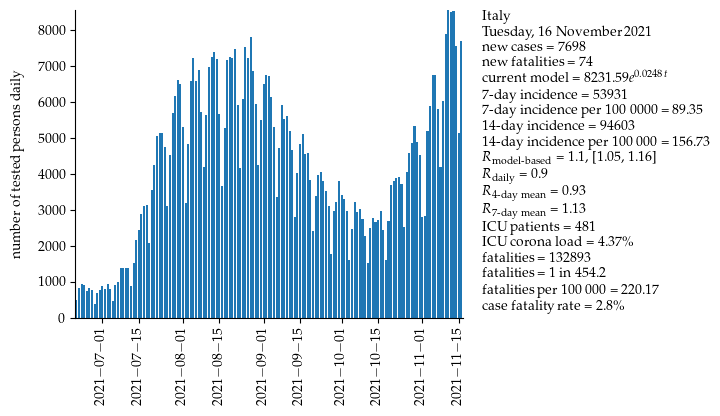 Italy
Tuesday, 16 November 2021
new cases = 7698
new fatalities = 74
current model = 8231.59e^0.0248 t
7-day incidence = 53931
7-day incidence per 100 0000 = 89.35
14-day incidence = 94603
14-day incidence per 100 000 = 156.73
R model-based = 1.1, [1.05, 1.16]
R daily = 0.9
R 4-day mean = 0.93
R 7-day mean = 1.13
ICU patients = 481
ICU corona load = 4.37%
fatalities = 132893
fatalities = 1 in 454.2
fatalities per 100 000 = 220.17
case fatality rate = 2.8%
number of tested persons daily
8000
7000
6000
5000
4000
3000
2000
1000
0
2021−07−01
2021−07−15
2021−08−01
2021−08−15
2021−09−01
2021−09−15
2021−10−01
2021−10−15
2021−11−01
2021−11−15